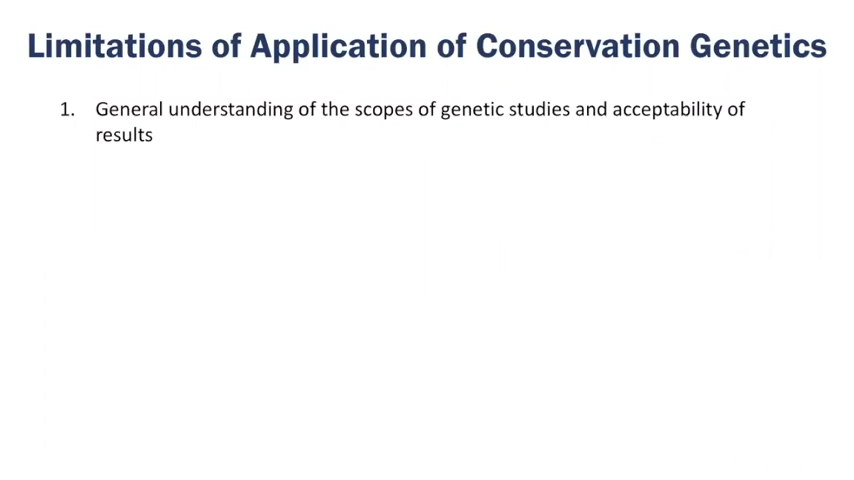 Limitations of Application of Conservation Genetics
1. General understanding of the scopes of genetic studies and acceptability of
results